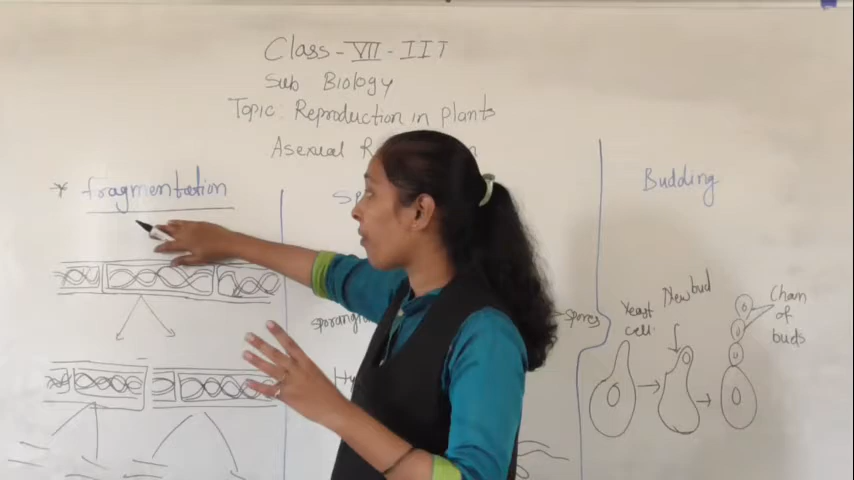 Class - VII - IIT
Sub Biology
Topic: Reproduction in plants
Asexual
* fragmentation
Budding
spores
Yeast
cell
New bud
Chain
of
buds